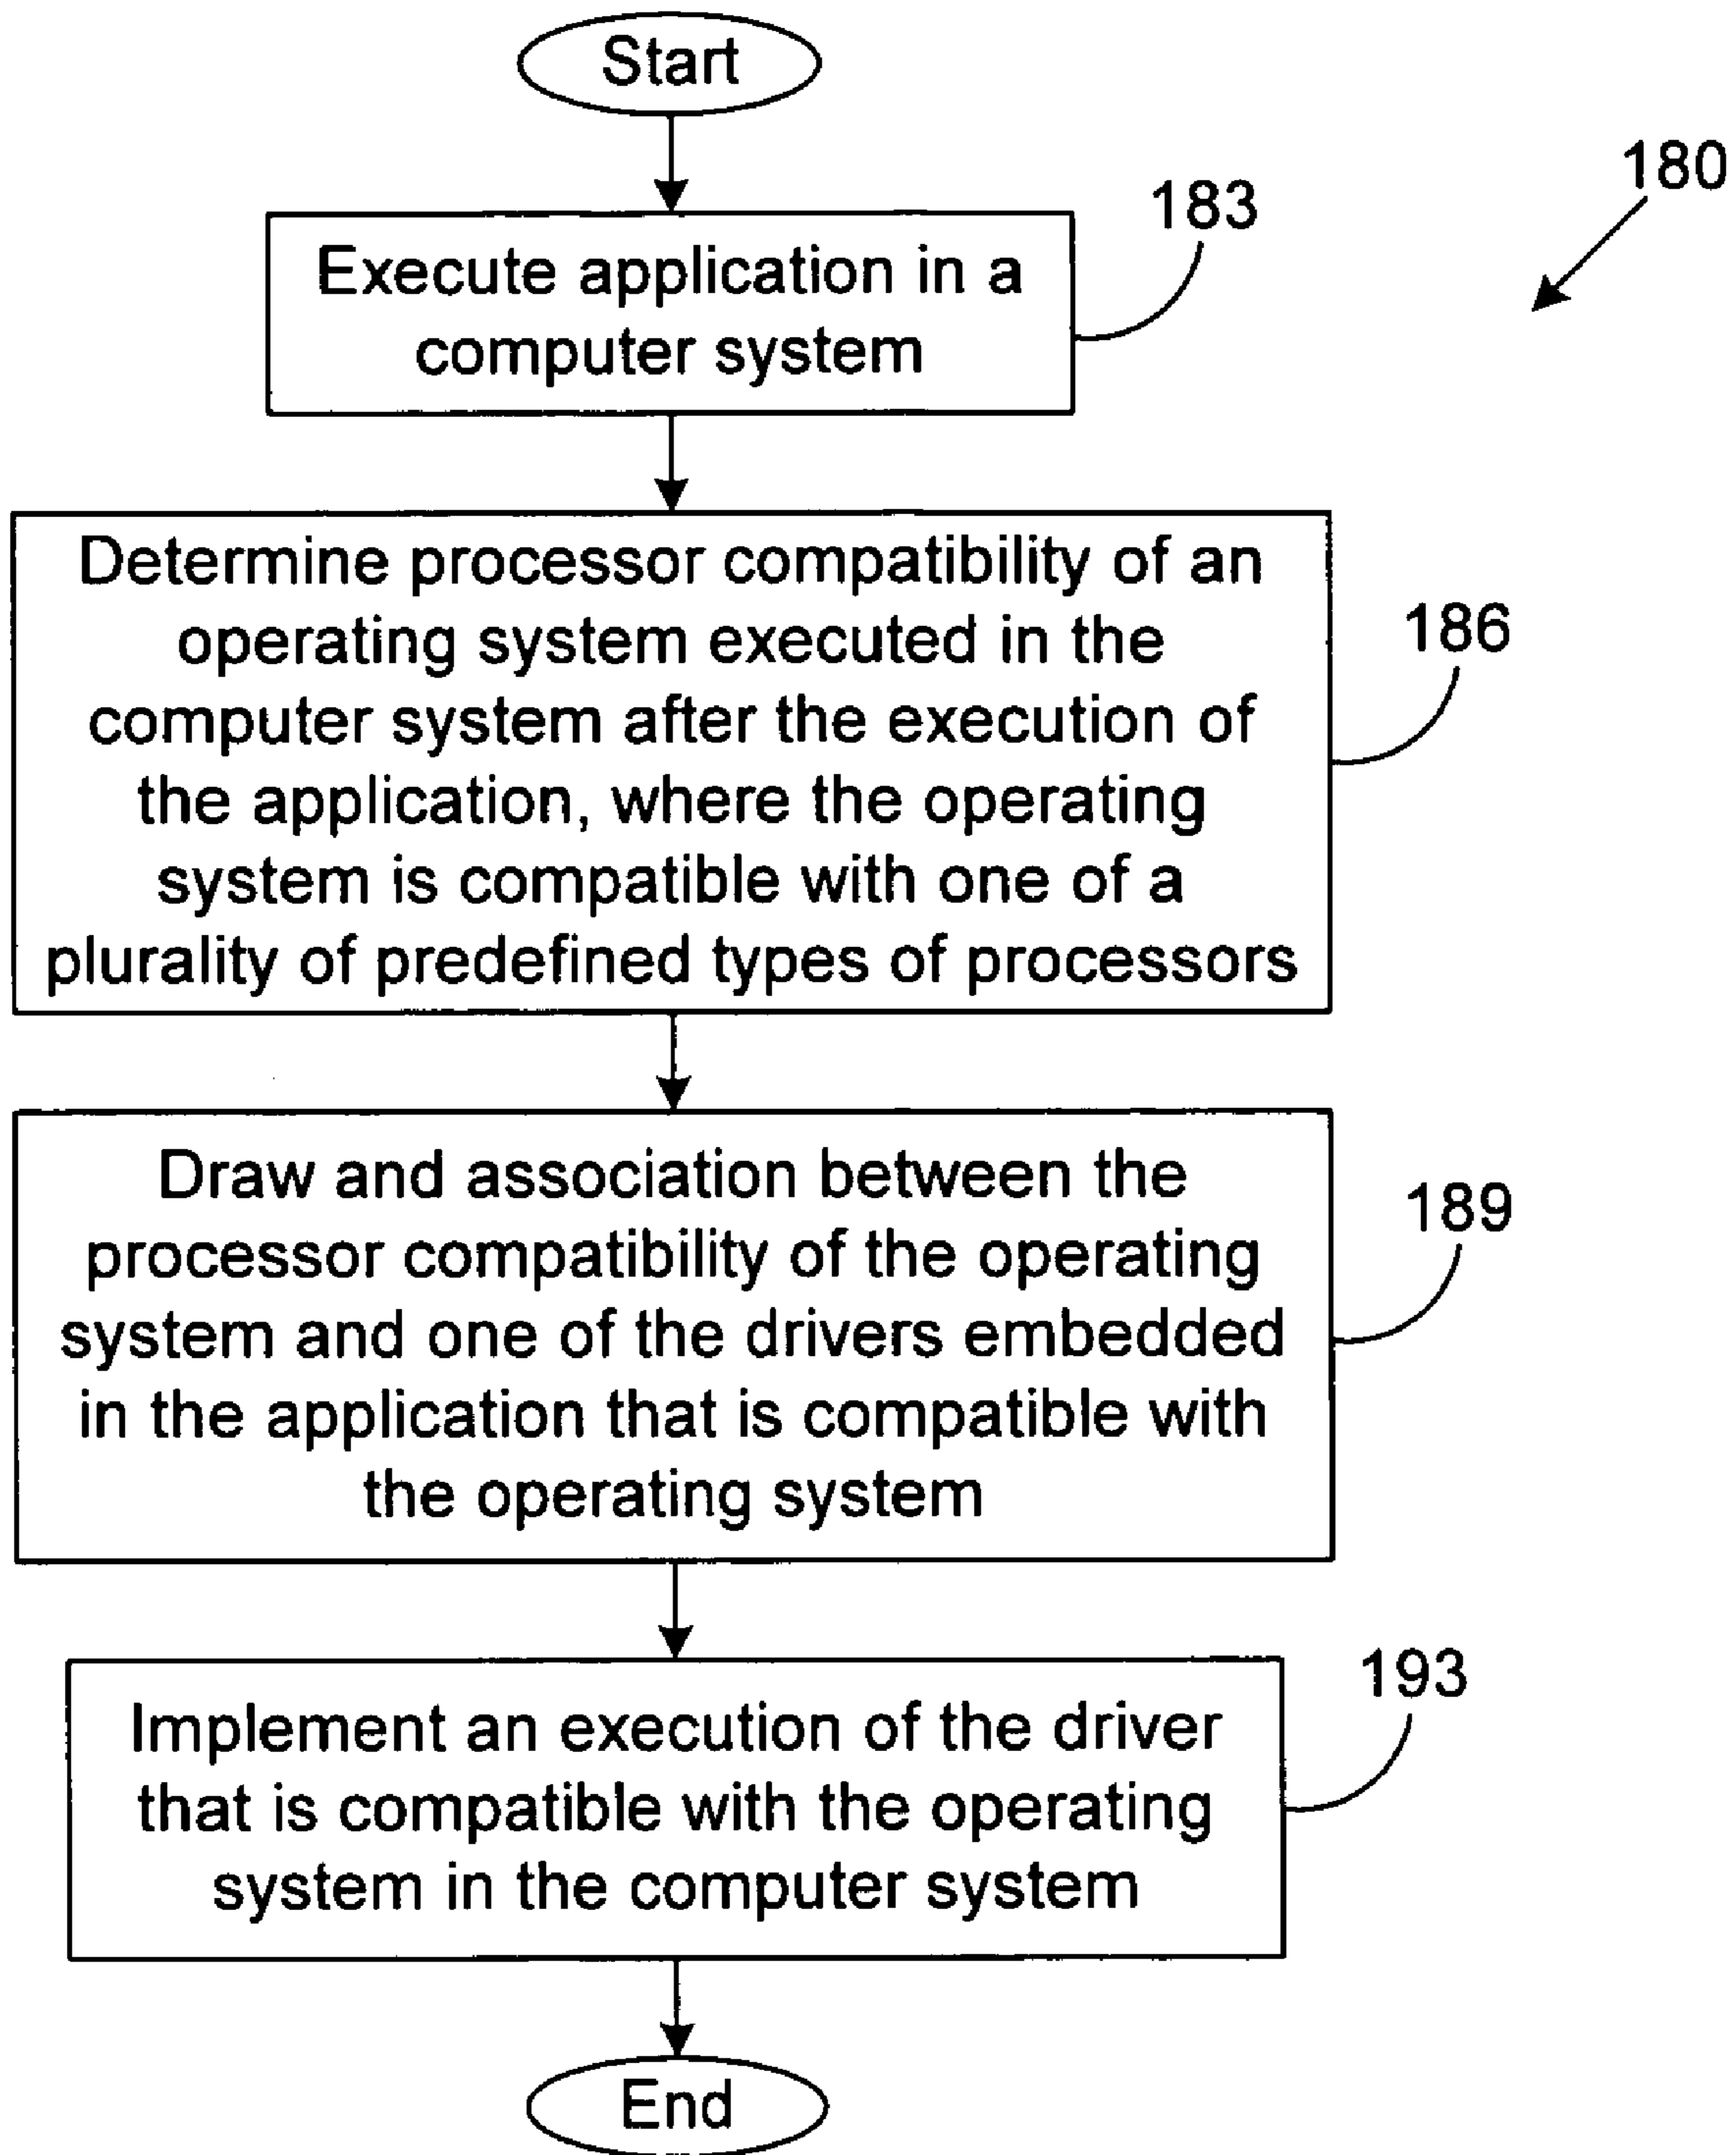 Start
180
183
Execute application in a
computer system
Determine processor compatibility of an
operating system executed in the
computer system after the execution of
the application, where the operating
system is compatible with one of a
plurality of predefined types of processors
186
Draw and association between the
processor compatibility of the operating
system and one of the drivers embedded
in the application that is compatible with
the operating system
189
Implement an execution of the driver
that is compatible with the operating
system in the computer system
193
End